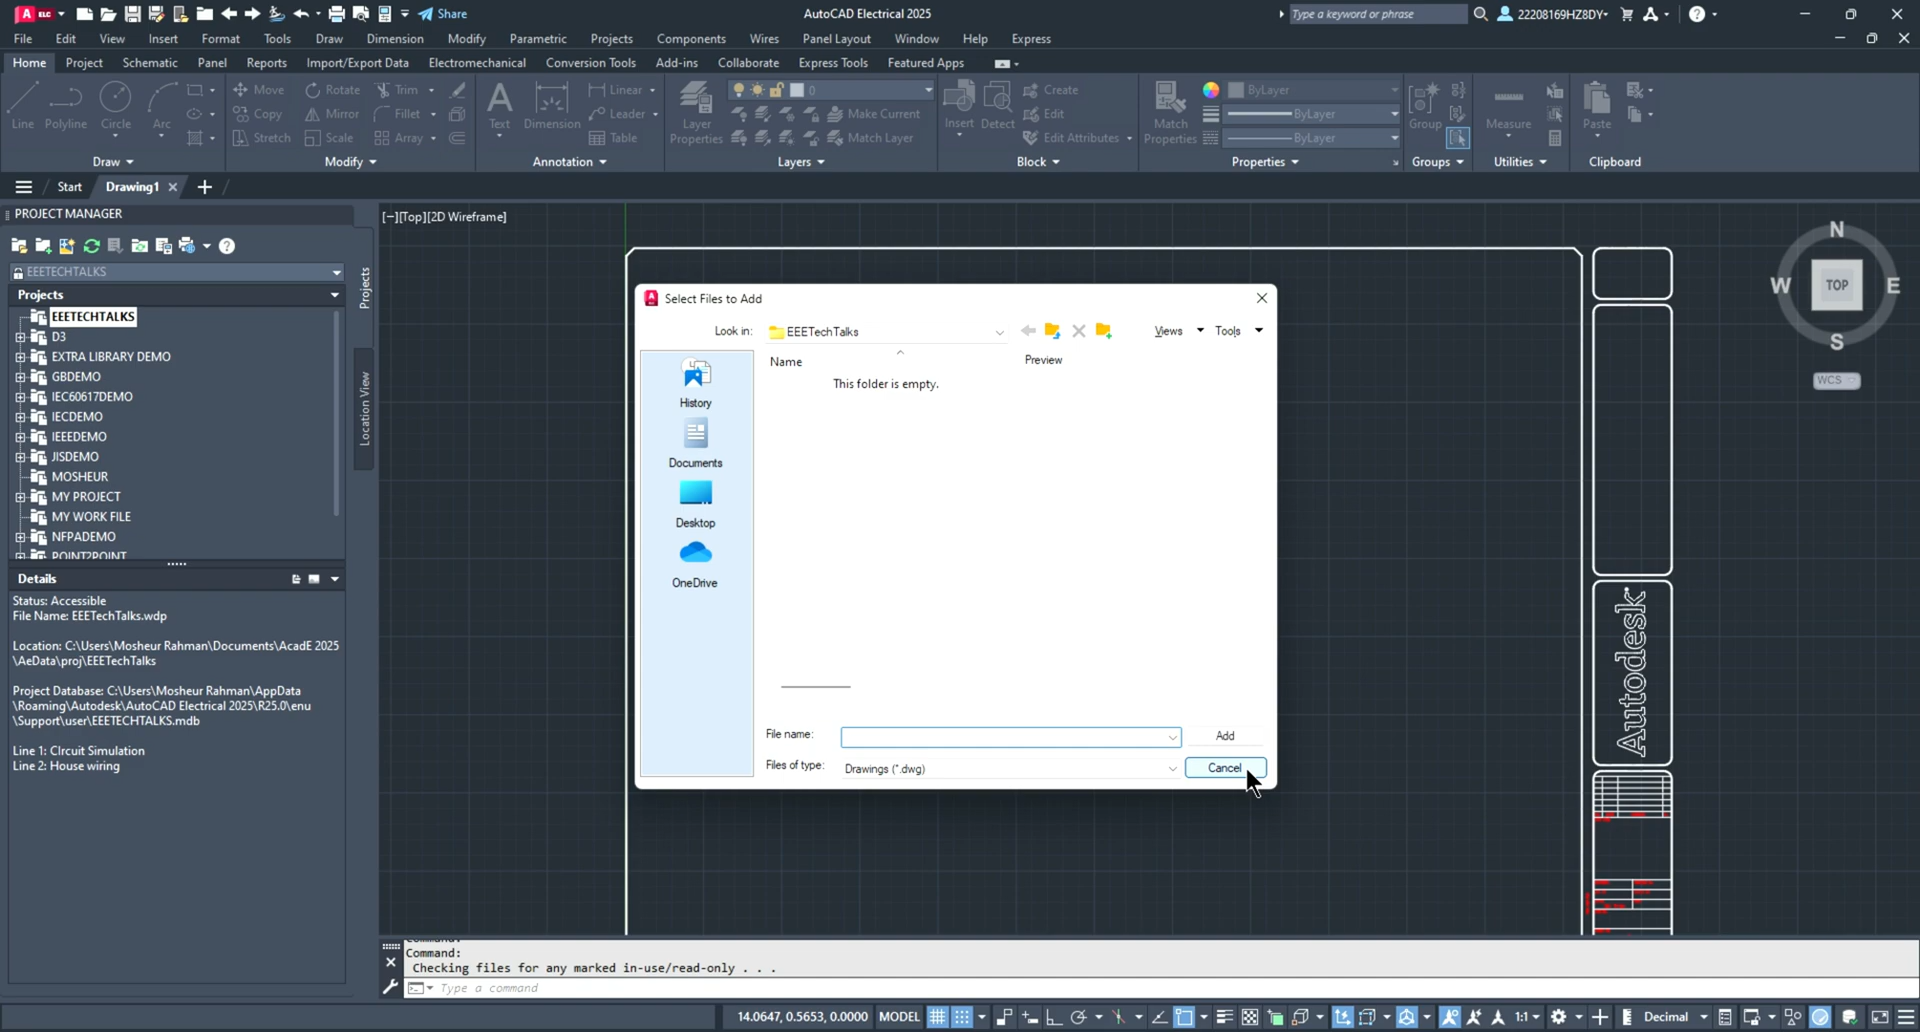 A ELC Share AutoCAD Electrical 2025 Type a keyword or phrase 22208169HZ8DY
File Edit View Insert Format Tools Draw Dimension Modify Parametric Projects Components Wires Panel Layout Window Help Express
Home Project Schematic Panel Reports Import/Export Data Electromechanical Conversion Tools Add-ins Collaborate Express Tools Featured Apps
Move Rotate Trim Linear 0 Create ByLayer
Copy Mirror Fillet Leader Make Current Edit ByLayer
Line Polyline Circle Arc Text Dimension Layer Properties Insert Detect Match Properties Group Measure Paste
Stretch Scale Array Table Match Layer Edit Attributes ByLayer
Draw Modify Annotation Layers Block Properties Groups Utilities Clipboard
Start Drawing1
PROJECT MANAGER
[−][Top][2D Wireframe]
EEETECHTALKS
Projects
EEETECHTALKS
D3
EXTRA LIBRARY DEMO
GBDEMO
IEC60617DEMO
IECDEMO
IEEEDEMO
JISDEMO
MOSHEUR
MY PROJECT
MY WORK FILE
NFPADEMO
POINT2POINT
Projects
Location View
Details
Status: Accessible
File Name: EEETechTalks.wdp
Location: C:\Users\Mosheur Rahman\Documents\AcadE 2025
\AeData\proj\EEETechTalks
Project Database: C:\Users\Mosheur Rahman\AppData
\Roaming\Autodesk\AutoCAD Electrical 2025\R25.0\enu
\Support\user\EEETECHTALKS.mdb
Line 1: CIrcuit Simulation
Line 2: House wiring
Select Files to Add
Look in: EEETechTalks Views Tools
Name Preview
This folder is empty.
History
Documents
Desktop
OneDrive
File name: Add
Files of type: Drawings (*.dwg) Cancel
N
W TOP E
S
WCS
Autodesk
Command:
Command:
Checking files for any marked in-use/read-only . . .
Type a command
14.0647, 0.5653, 0.0000 MODEL 1:1 Decimal